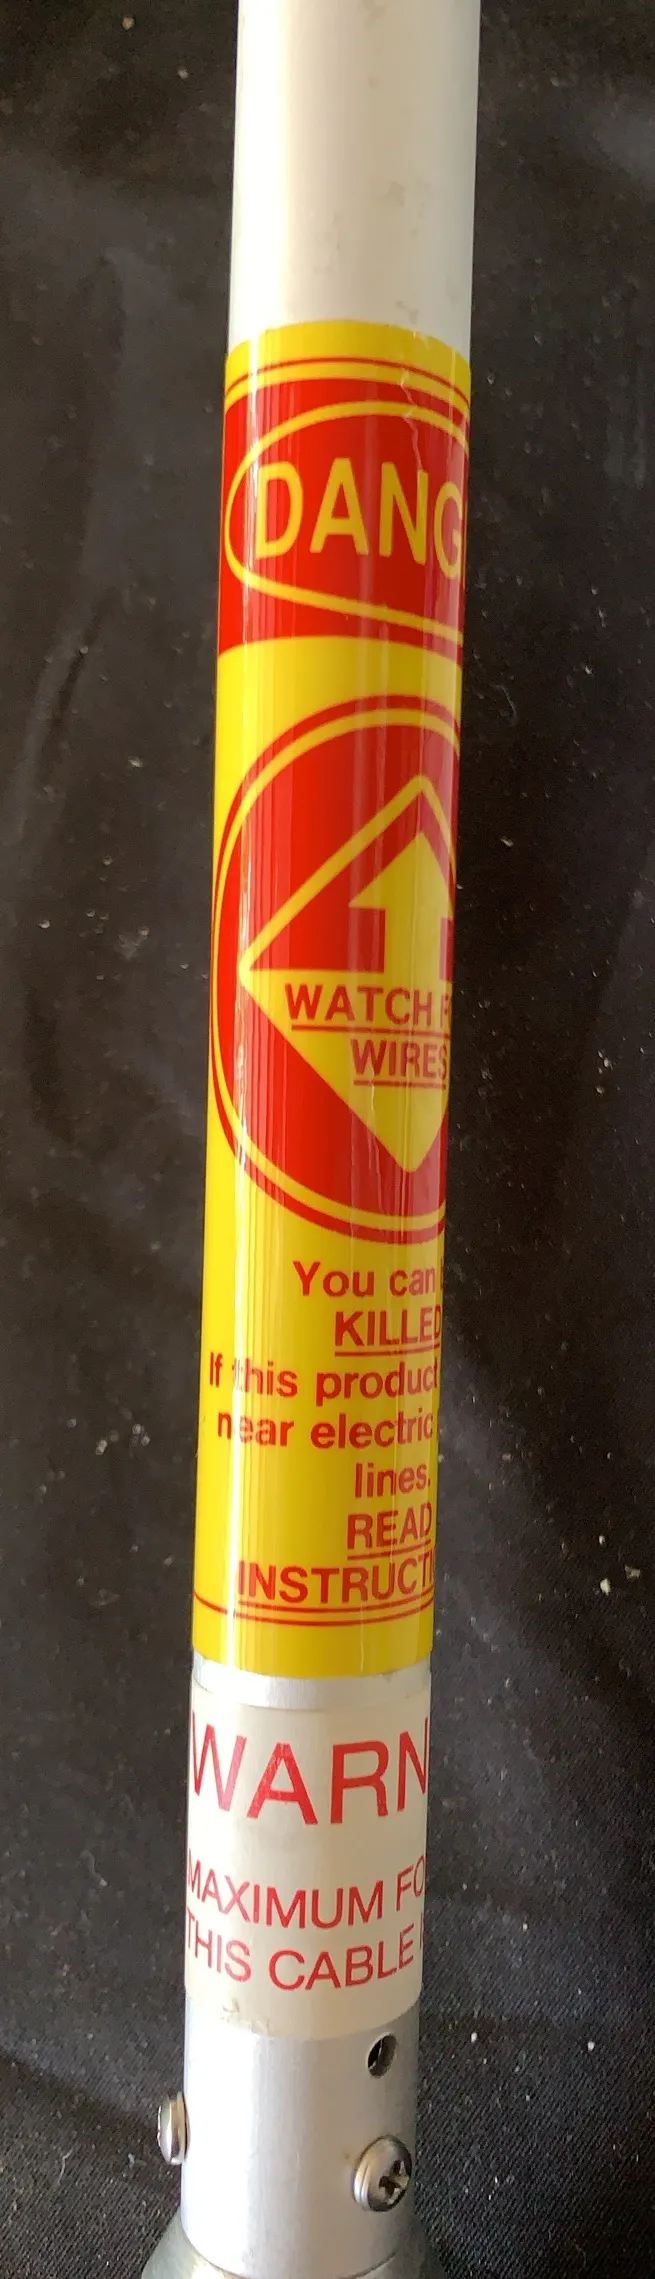 DANG
WATCH F
WIRES
You can
KILLED
If this product
near electric
lines.
READ
INSTRUCTI
WARN
MAXIMUM FO
THIS CABLE